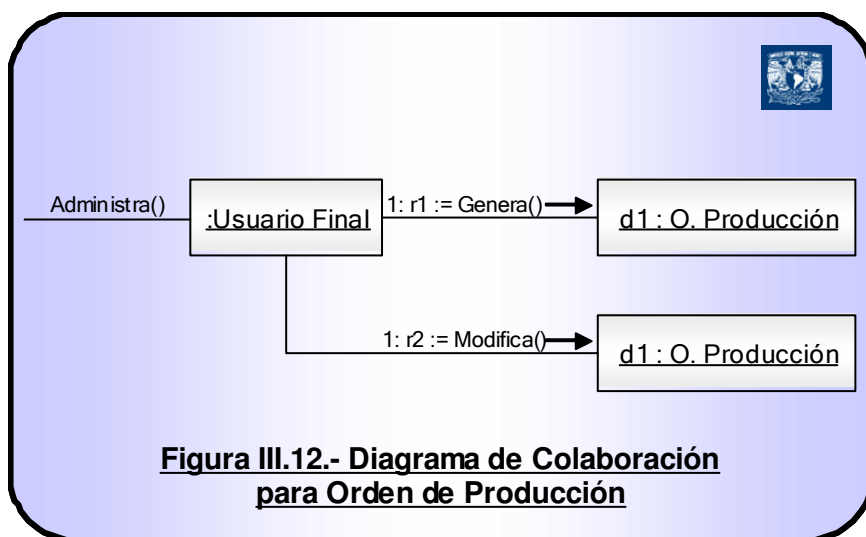 Administra()
:Usuario Final
1: r1 := Genera()
d1 : O. Producción
1: r2 := Modifica()
d1 : O. Producción
Figura III.12.- Diagrama de Colaboración
para Orden de Producción